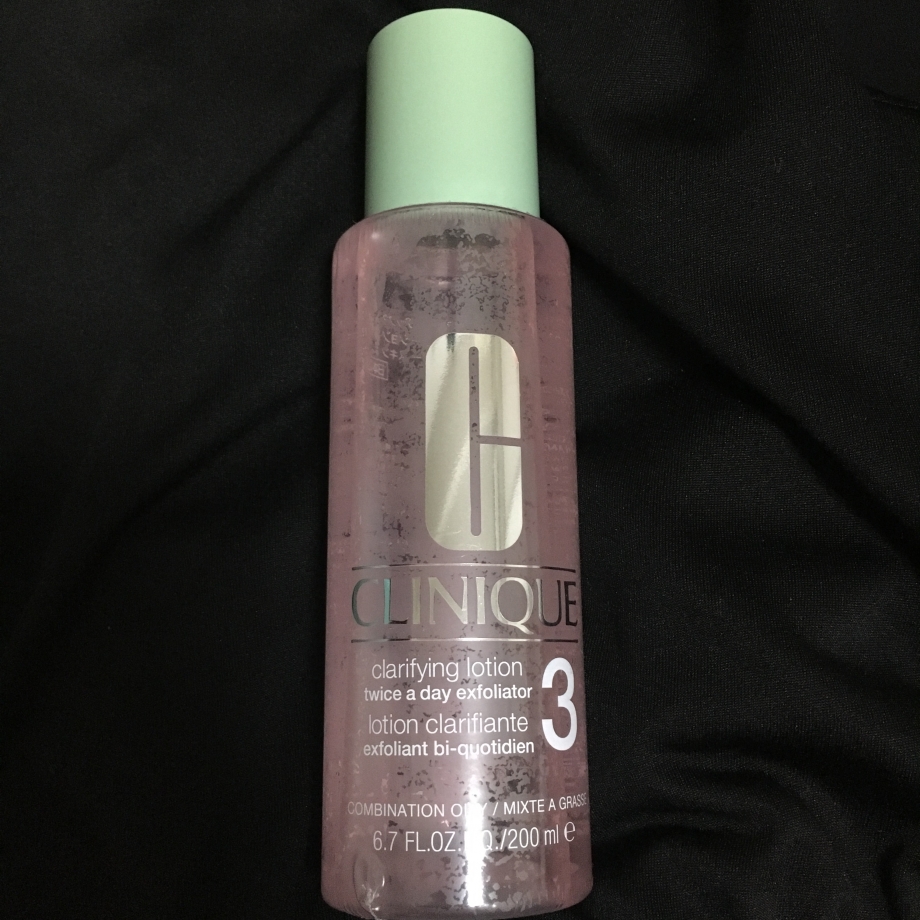 C
CLINIQUE
clarifying lotion
twice a day exfoliator
3
lotion clarifiante
exfoliant bi-quotidien
COMBINATION OILY / MIXTE A GRASSE
6.7 FL.OZ.LIQ./200 ml ℮